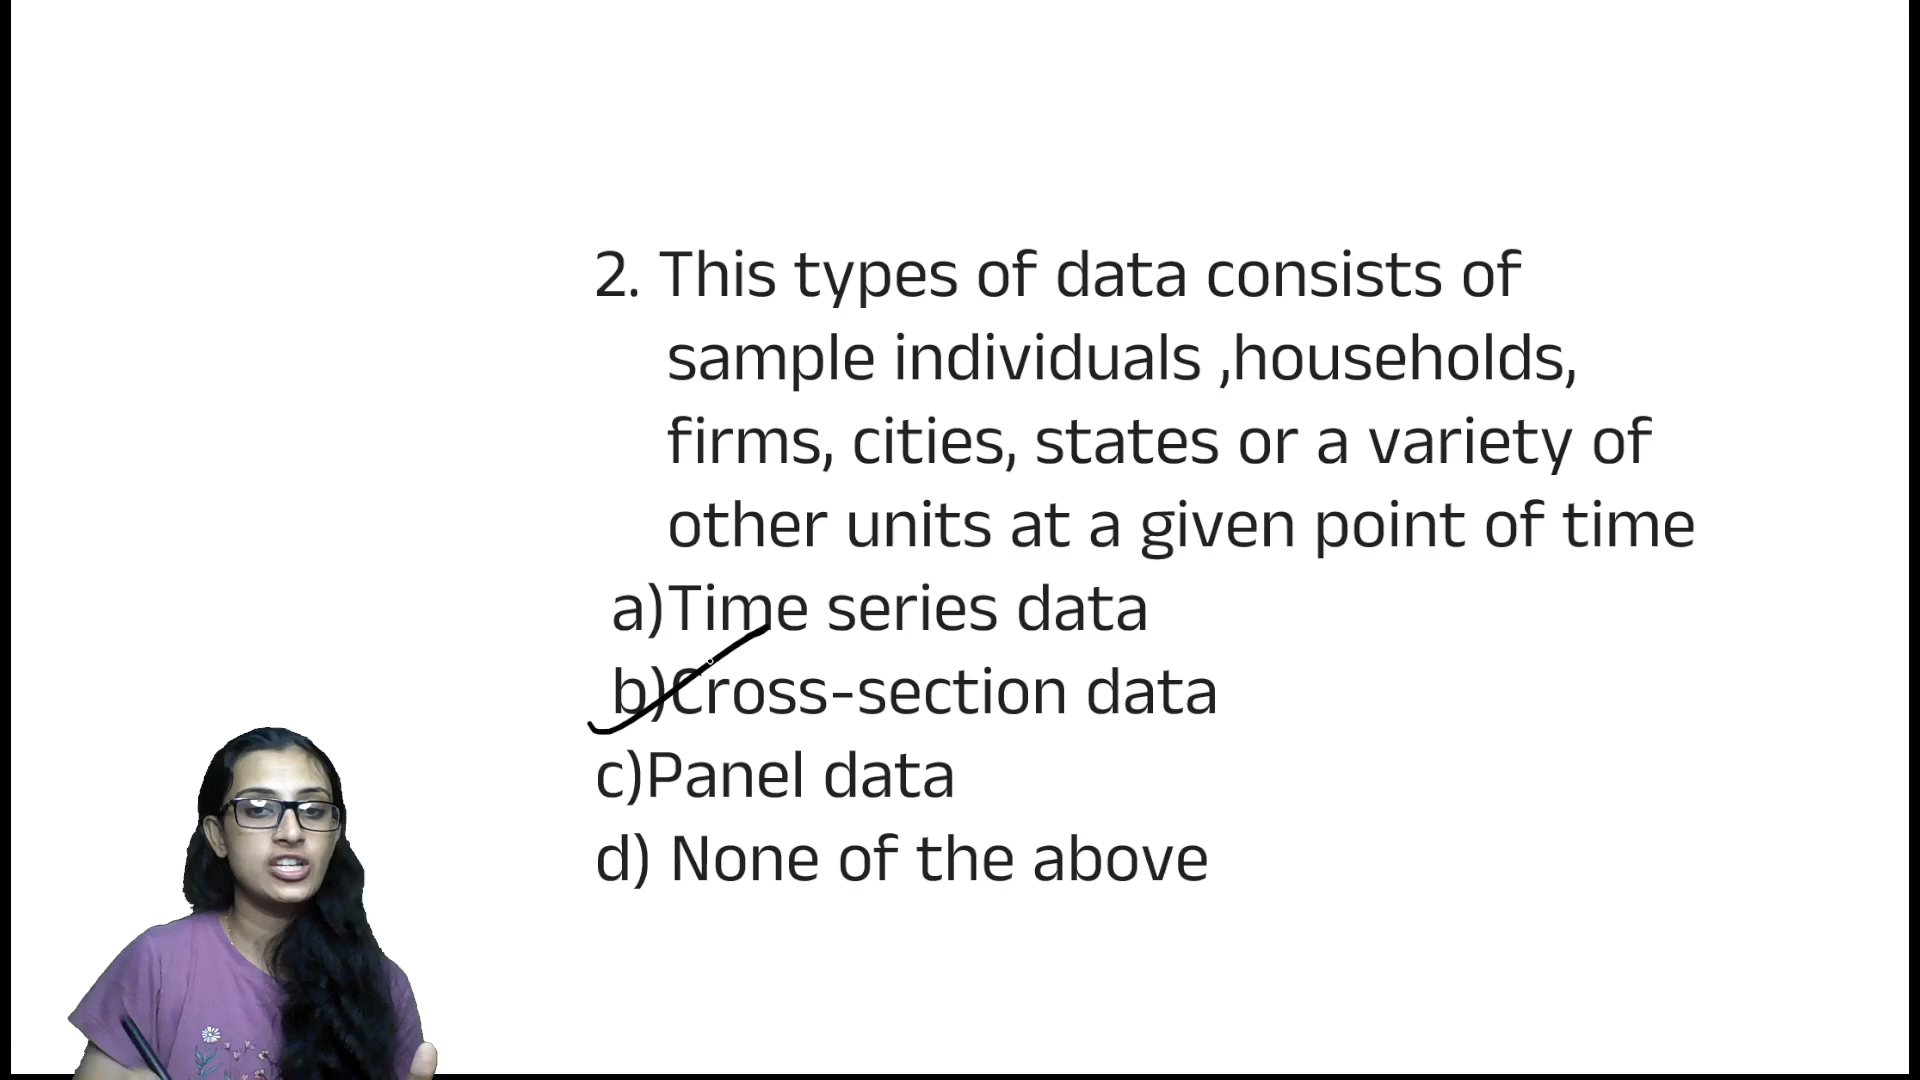 2. This types of data consists of
sample individuals ,households,
firms, cities, states or a variety of
other units at a given point of time
a)Time series data
b)Cross-section data
c)Panel data
d) None of the above